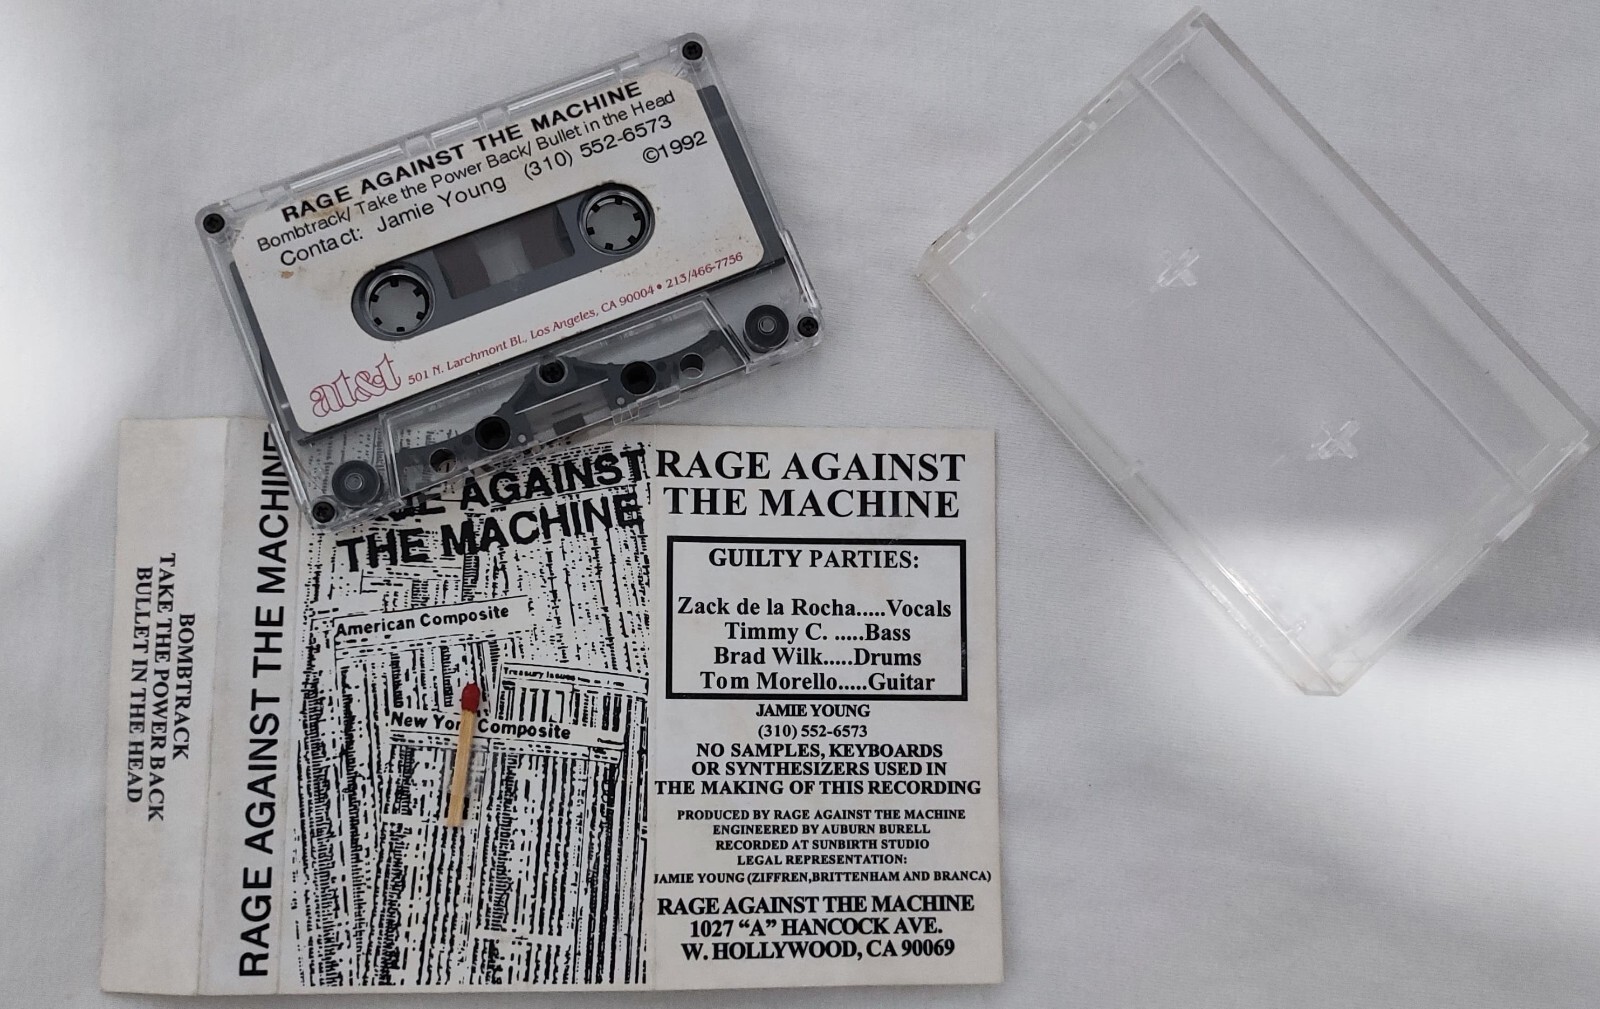 RAGE AGAINST THE MACHINE
Bombtrack/ Take the Power Back/ Bullet in the Head
Contact: Jamie Young (310) 552-6573
©1992
at&t 501 N. Larchmont Bl., Los Angeles, CA 90004 • 213/466-7756
BOMBTRACK
TAKE THE POWER BACK
BULLET IN THE HEAD
RAGE AGAINST THE MACHINE
RAGE AGAINST
THE MACHINE
American Composite
Treasury Issues
New York Composite
RAGE AGAINST
THE MACHINE
GUILTY PARTIES:
Zack de la Rocha.....Vocals
Timmy C. .....Bass
Brad Wilk.....Drums
Tom Morello.....Guitar
JAMIE YOUNG
(310) 552-6573
NO SAMPLES, KEYBOARDS
OR SYNTHESIZERS USED IN
THE MAKING OF THIS RECORDING
PRODUCED BY RAGE AGAINST THE MACHINE
ENGINEERED BY AUBURN BURELL
RECORDED AT SUNBIRTH STUDIO
LEGAL REPRESENTATION:
JAMIE YOUNG (ZIFFREN,BRITTENHAM AND BRANCA)
RAGE AGAINST THE MACHINE
1027 “A” HANCOCK AVE.
W. HOLLYWOOD, CA 90069